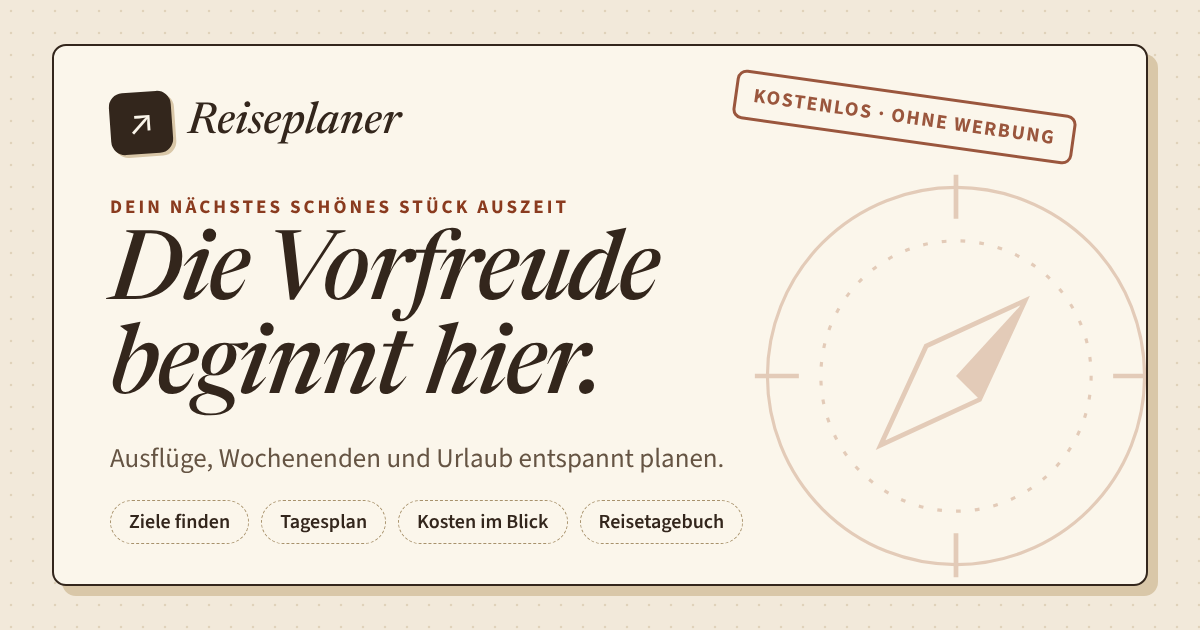 Reiseplaner
KOSTENLOS · OHNE WERBUNG
DEIN NÄCHSTES SCHÖNES STÜCK AUSZEIT
Die Vorfreude
beginnt hier.
Ausflüge, Wochenenden und Urlaub entspannt planen.
Ziele finden
Tagesplan
Kosten im Blick
Reisetagebuch